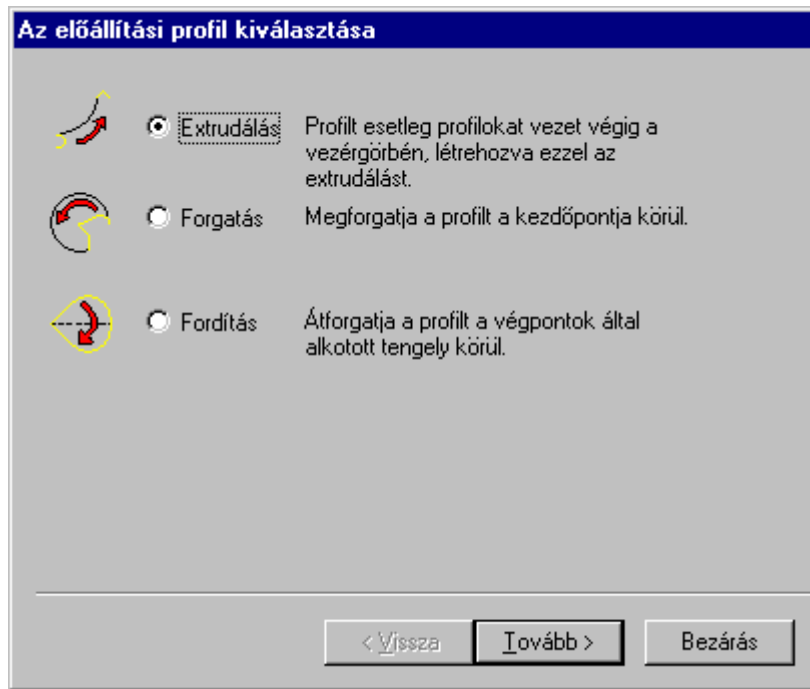 Az előállítási profil kiválasztása
Extrudálás
Profilt esetleg profilokat vezet végig a
vezérgörbén, létrehozva ezzel az
extrudálást.
Forgatás
Megforgatja a profilt a kezdőpontja körül.
Fordítás
Átforgatja a profilt a végpontok által
alkotott tengely körül.
< Vissza
Tovább >
Bezárás